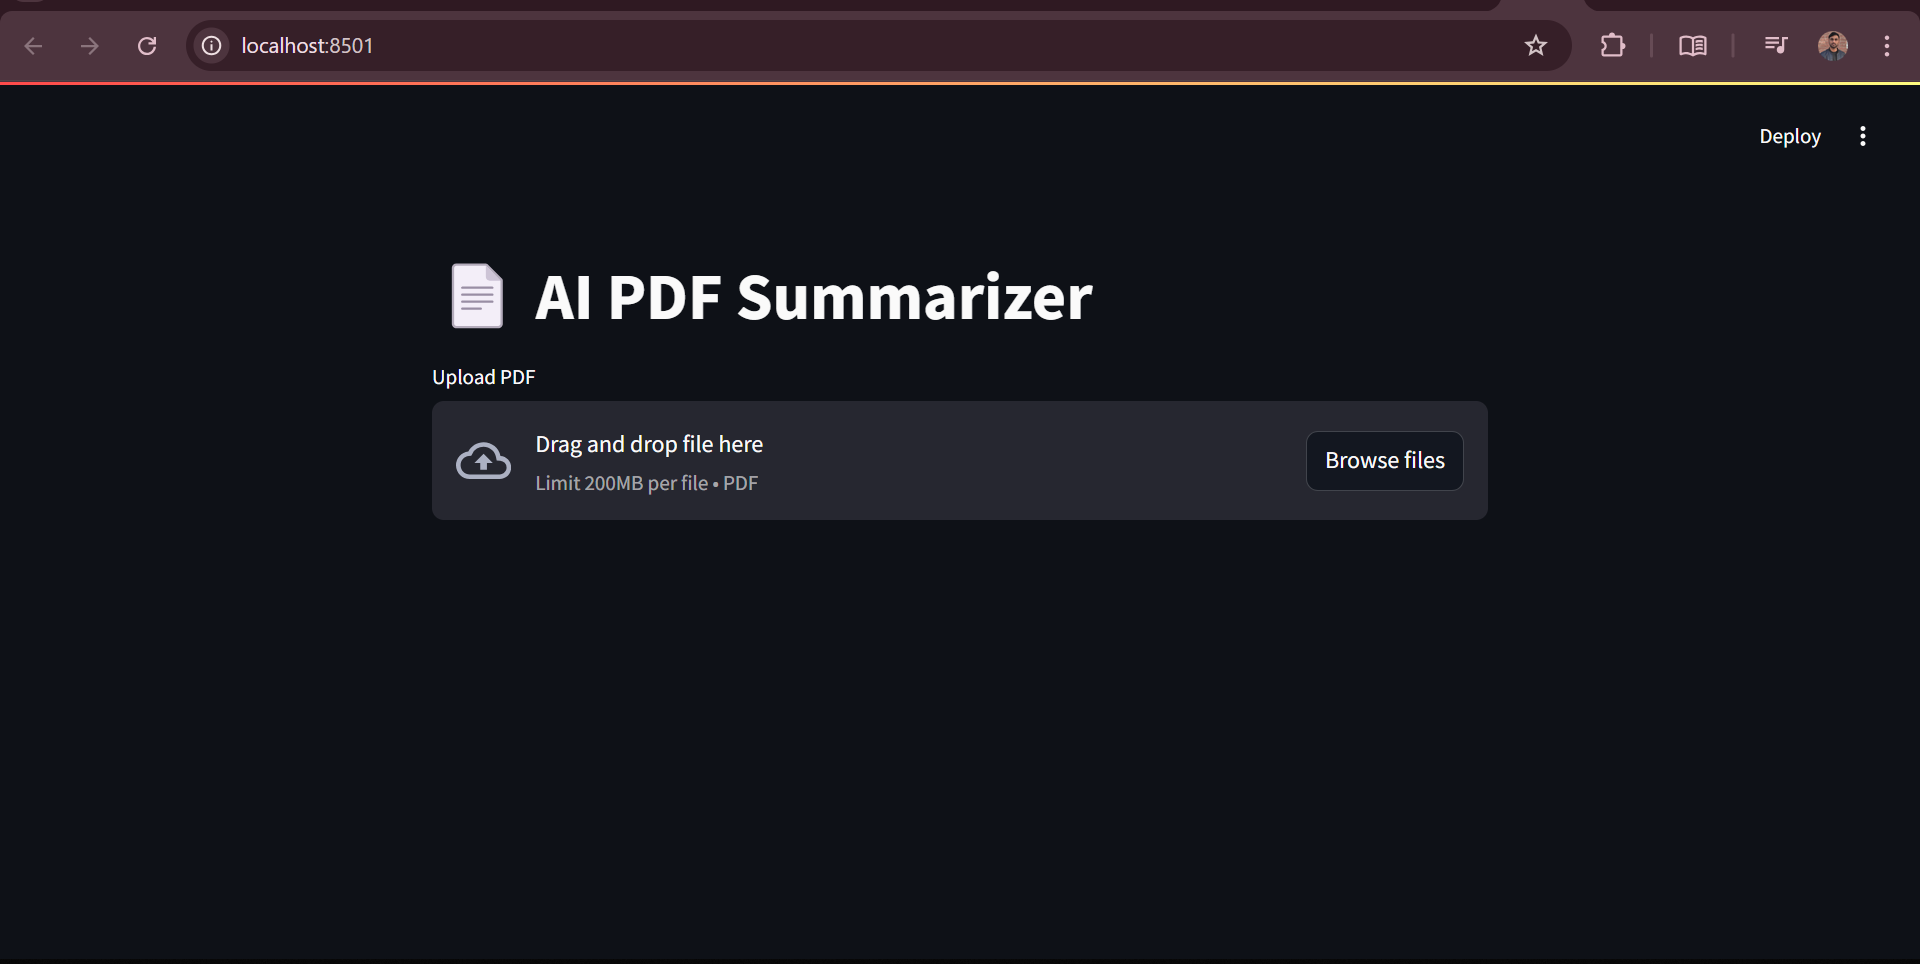 localhost:8501
Deploy
AI PDF Summarizer
Upload PDF
Drag and drop file here
Limit 200MB per file • PDF
Browse files